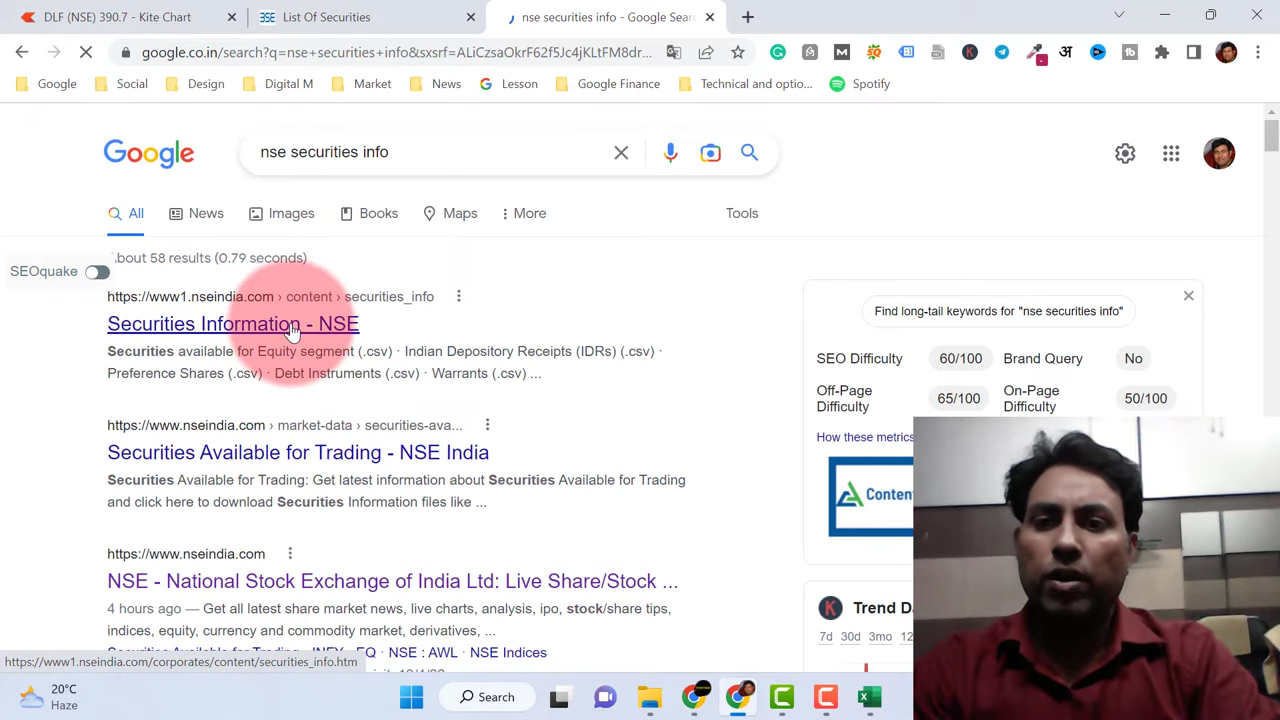 DLF (NSE) 390.7 - Kite Chart
List Of Securities
nse securities info - Google Sear
google.co.in/search?q=nse+securities+info&sxsrf=ALiCzsaOkrF62f5Jc4jKLtFM8dr...
Google
Social
Design
Digital M
Market
News
Lesson
Google Finance
Technical and optio...
Spotify
Google
nse securities info
All
News
Images
Books
Maps
More
Tools
About 58 results (0.79 seconds)
SEOquake
https://www1.nseindia.com › content › securities_info
Securities Information - NSE
Securities available for Equity segment (.csv) · Indian Depository Receipts (IDRs) (.csv) ·
Preference Shares (.csv) · Debt Instruments (.csv) · Warrants (.csv) ...
https://www.nseindia.com › market-data › securities-ava...
Securities Available for Trading - NSE India
Securities Available for Trading: Get latest information about Securities Available for Trading
and click here to download Securities Information files like ...
https://www.nseindia.com
NSE - National Stock Exchange of India Ltd: Live Share/Stock ...
4 hours ago — Get all latest share market news, live charts, analysis, ipo, stock/share tips,
indices, equity, currency and commodity market, derivatives, ...
NSE : AWL · NSE Indices
Find long-tail keywords for "nse securities info"
SEO Difficulty 60/100 Brand Query No
Off-Page Difficulty 65/100 On-Page Difficulty 50/100
How these metrics
Conten
Trend Da
7d 30d 3mo 12
https://www1.nseindia.com/corporates/content/securities_info.htm
20°C
Haze
Search